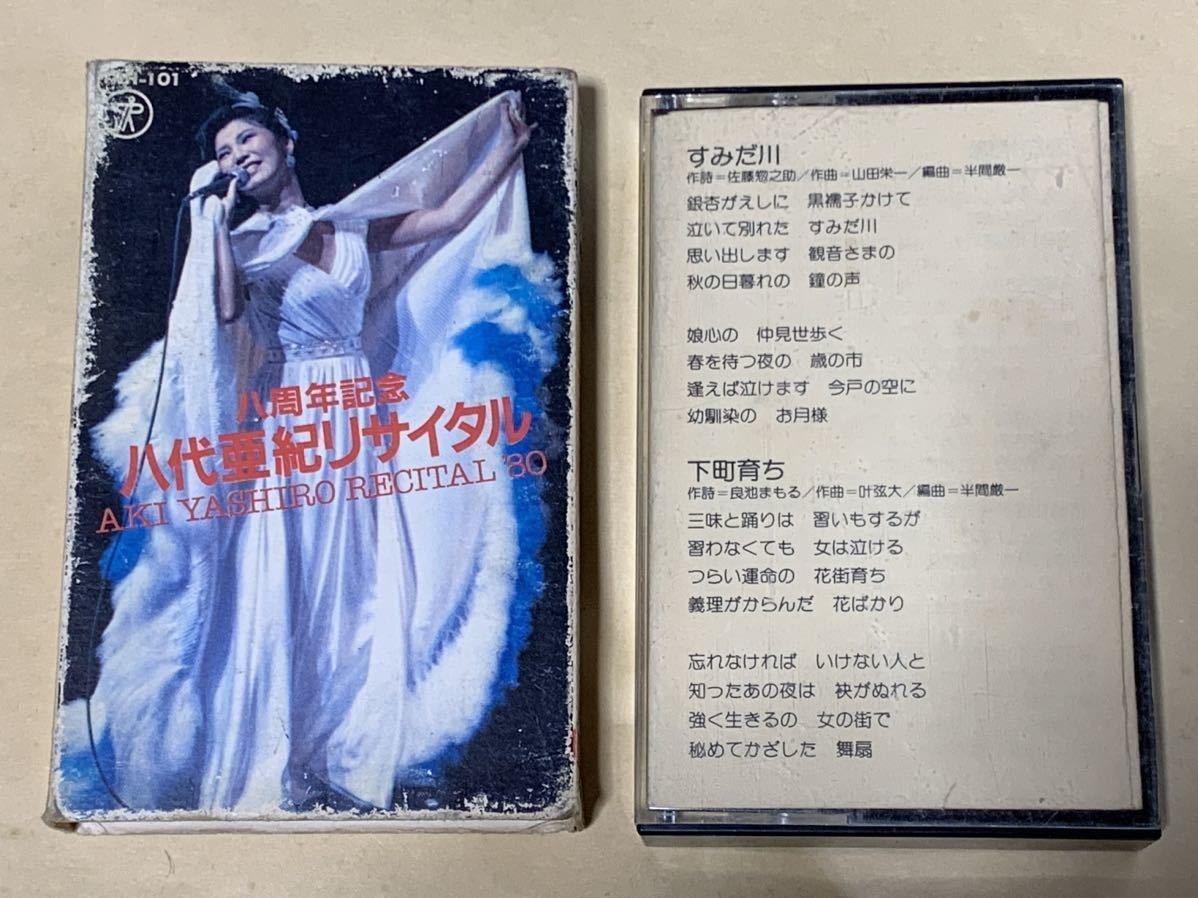 -101
八周年記念
八代亜紀リサイタル
AKI YASHIRO RECITAL '80
すみだ川
作詩=佐藤惣之助/作曲=山田栄一/編曲=半間厳一
銀杏がえしに 黒襦子かけて
泣いて別れた すみだ川
思い出します 観音さまの
秋の日暮れの 鐘の声
娘心の 仲見世歩く
春を待つ夜の 歳の市
逢えば泣けます 今戸の空に
幼馴染の お月様
下町育ち
作詩=良池まもる/作曲=叶弦大/編曲=半間厳一
三味と踊りは 習いもするが
習わなくても 女は泣ける
つらい運命の 花街育ち
義理がからんだ 花ばかり
忘れなければ いけない人と
知ったあの夜は 袂がぬれる
強く生きるの 女の街で
秘めてかざした 舞扇